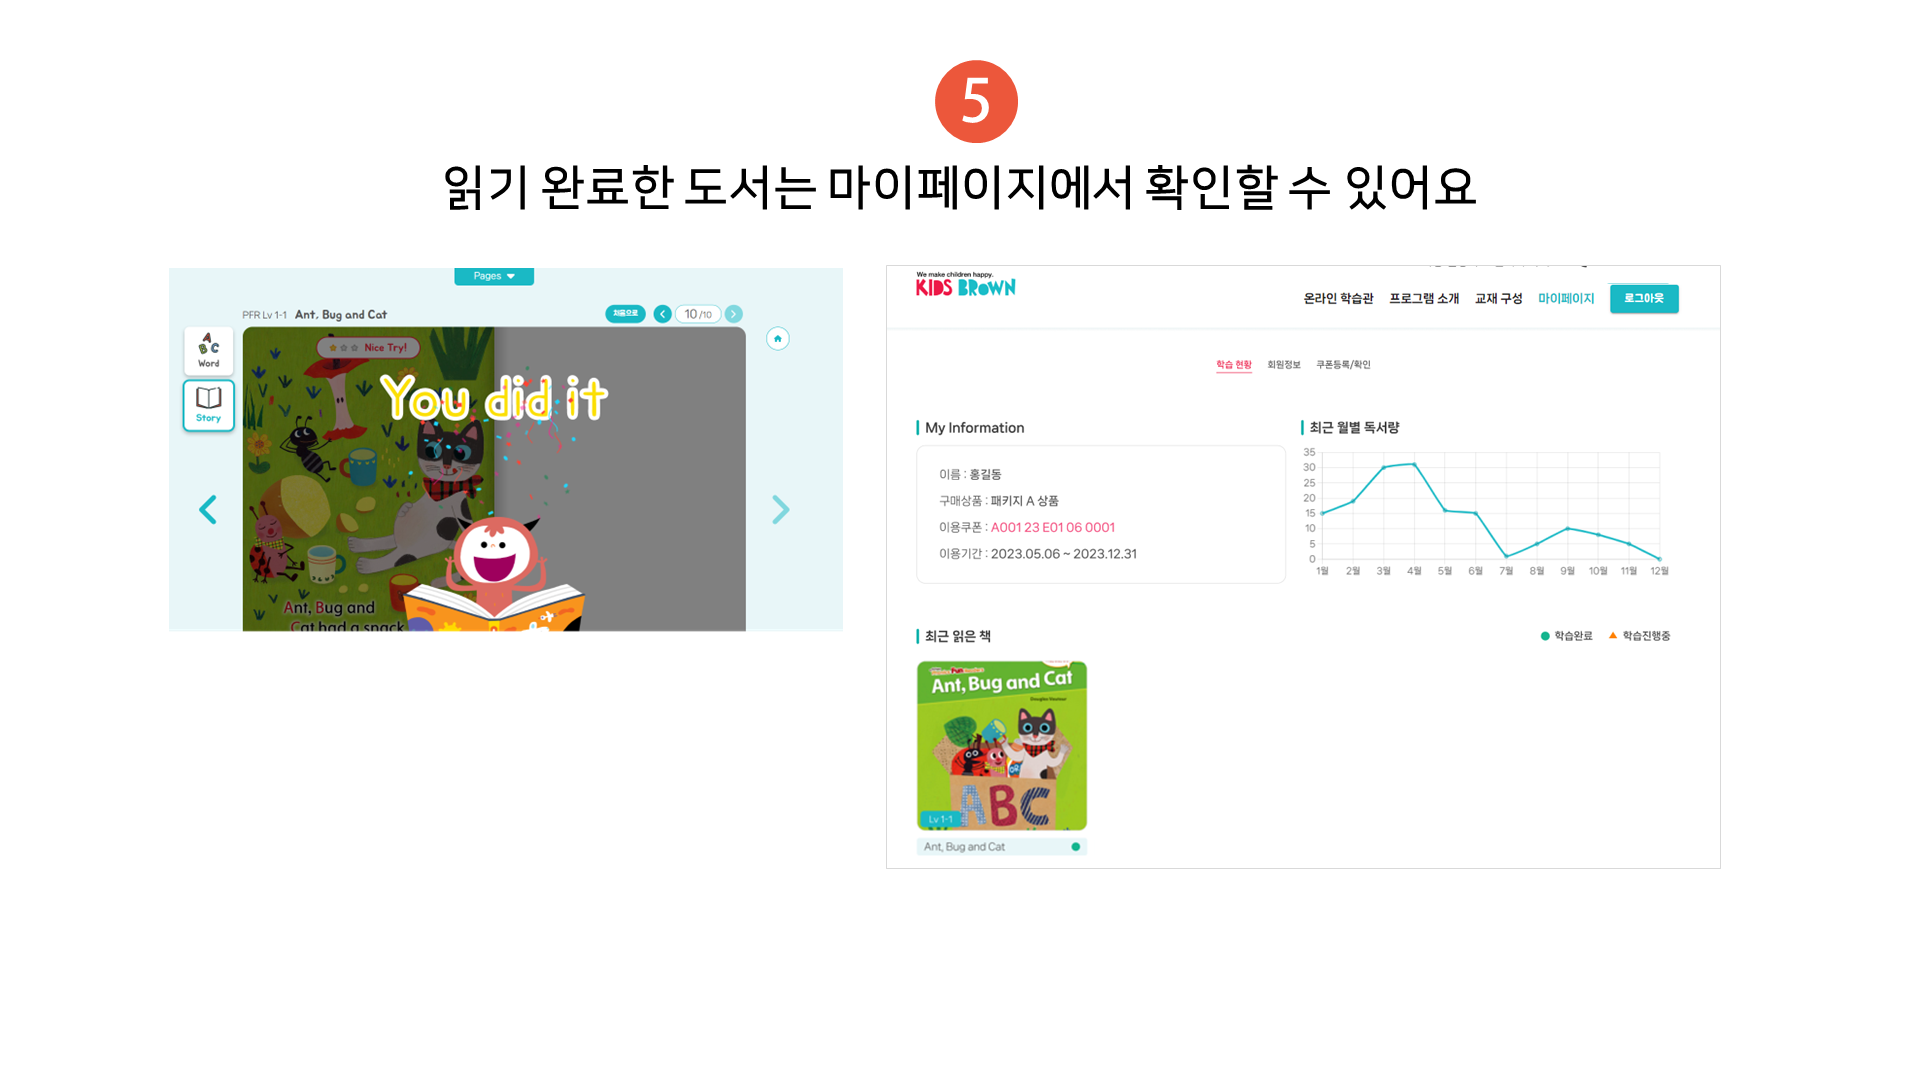 5
읽기 완료한 도서는 마이페이지에서 확인할 수 있어요
Pages
PFR Lv 1-1 Ant, Bug and Cat
처음으로
10/10
A B C
Word
Story
Nice Try!
You did it
Ant, Bug and
Cat had a snack
We make children happy.
KIDS BROWN
온라인 학습관 프로그램 소개 교재 구성 마이페이지 로그아웃
학습 현황 회원정보 쿠폰등록/확인
My Information
이름 : 홍길동
구매상품 : 패키지 A 상품
이용쿠폰 : A001 23 E01 06 0001
이용기간 : 2023.05.06 ~ 2023.12.31
최근 월별 독서량
35
30
25
20
15
10
5
0
1월 2월 3월 4월 5월 6월 7월 8월 9월 10월 11월 12월
최근 읽은 책
학습완료 학습진행중
Ant, Bug and Cat
ABC
Lv 1-1
Ant, Bug and Cat